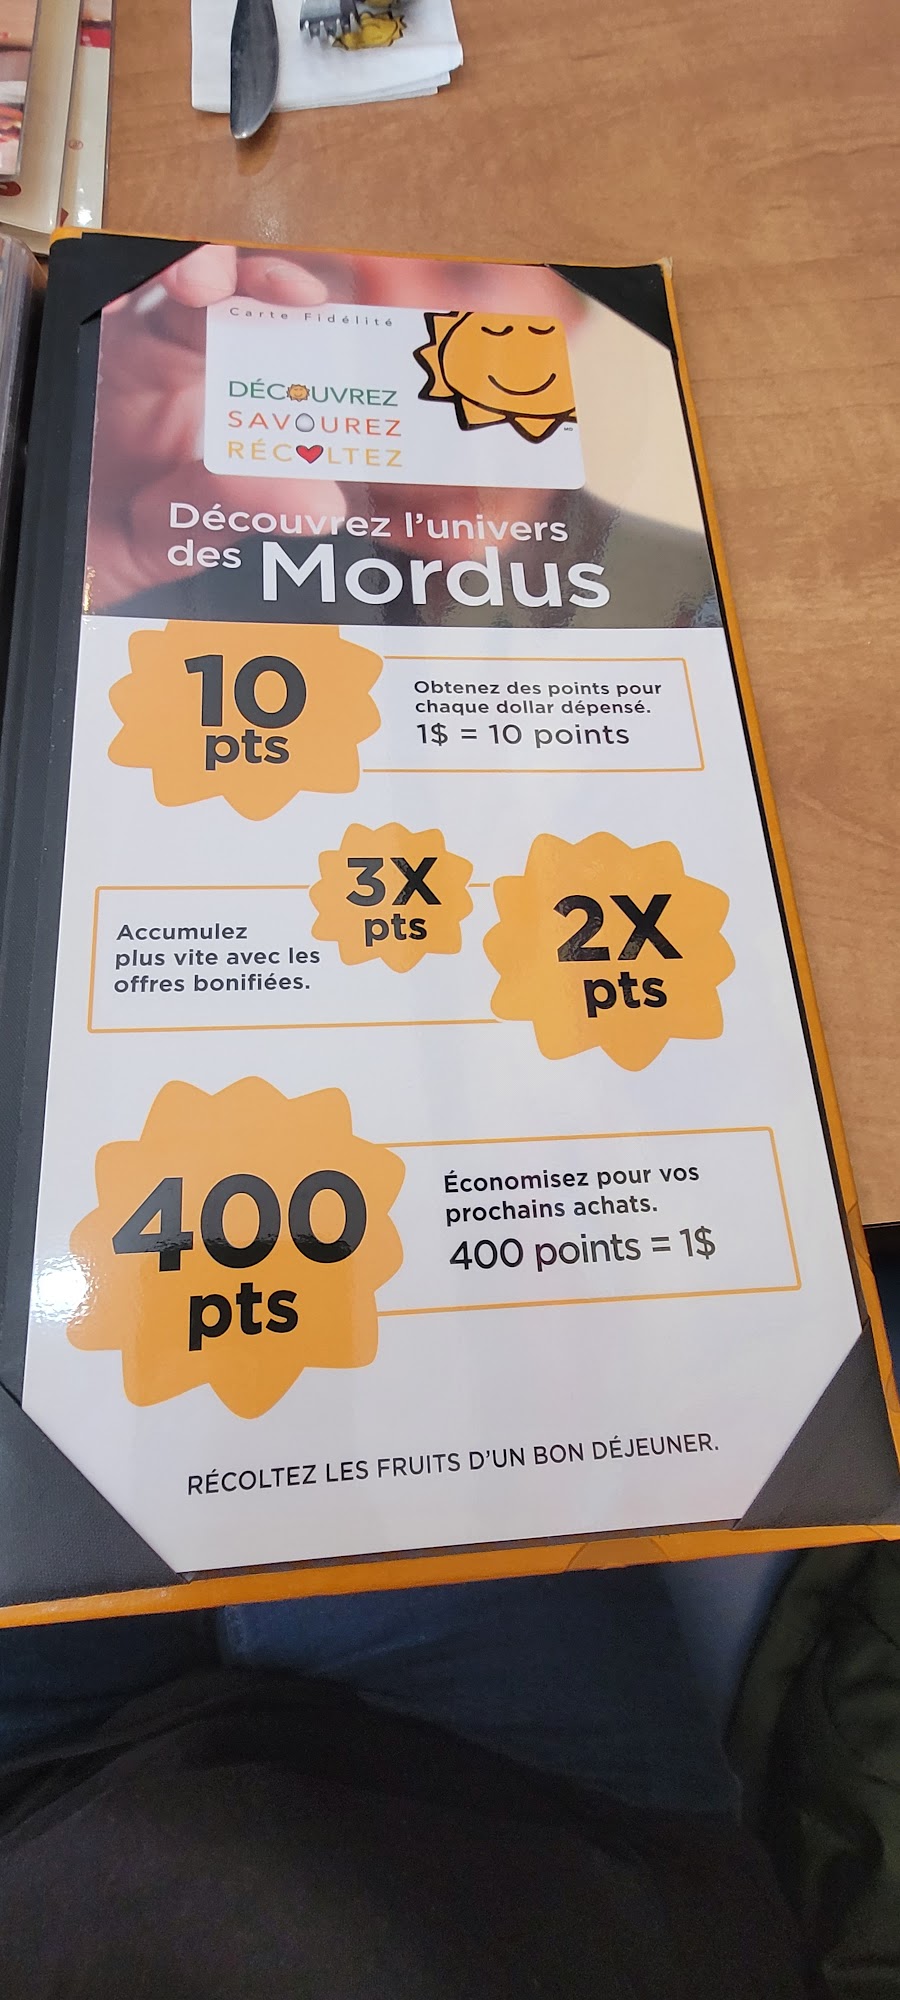 Carte Fidélité
DÉCOUVREZ
SAVOUREZ
RÉCOLTEZ
MD
Découvrez l'univers
des Mordus
10
pts
Obtenez des points pour
chaque dollar dépensé.
1$ = 10 points
3X
pts
2X
pts
Accumulez
plus vite avec les
offres bonifiées.
400
pts
Économisez pour vos
prochains achats.
400 points = 1$
RÉCOLTEZ LES FRUITS D'UN BON DÉJEUNER.